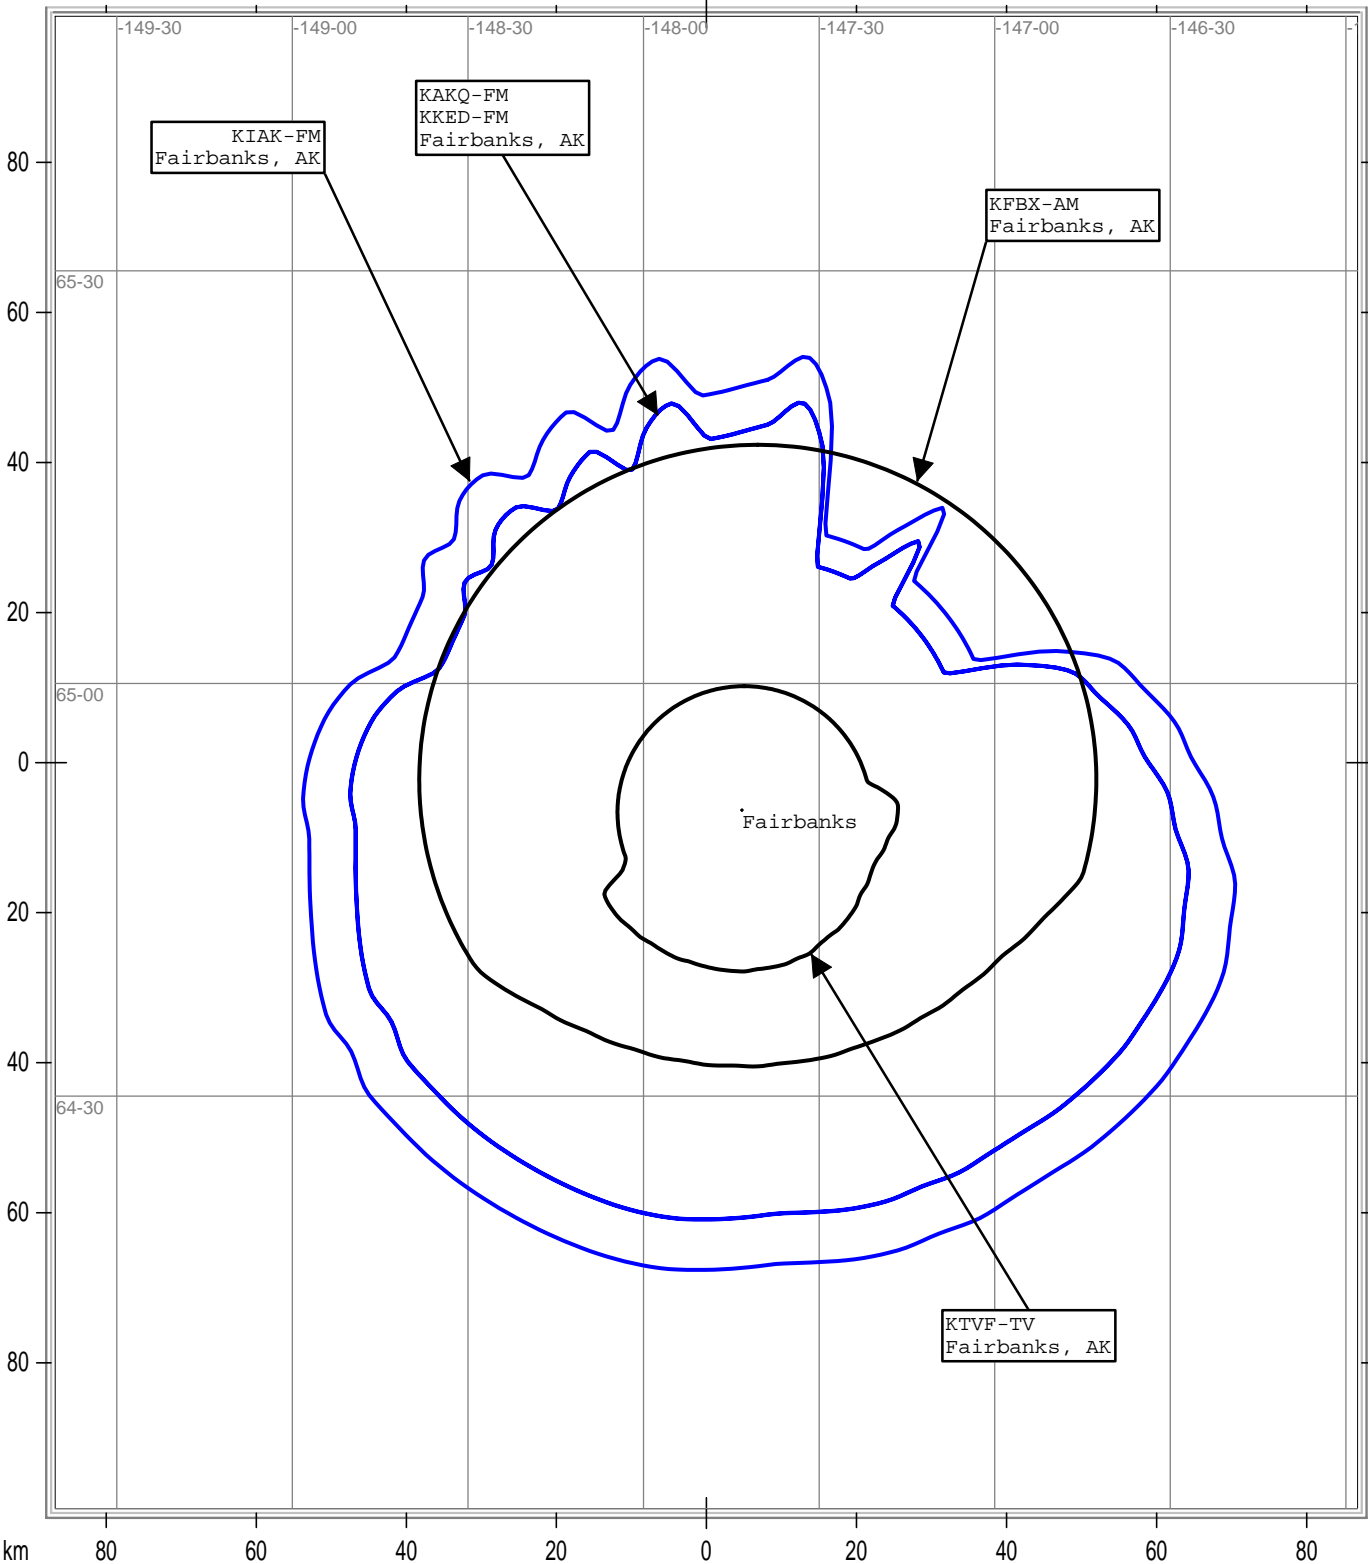 -149-30 -149-00 -148-30 -148-00 -147-30 -147-00 -146-30
KAKQ-FM
KKED-FM
Fairbanks, AK
KIAK-FM
Fairbanks, AK
80
KFBX-AM
Fairbanks, AK
65-30
60
40
20
65-00
0
Fairbanks
20
40
64-30
60
KTVF-TV
Fairbanks, AK
80
km 80 60 40 20 0 20 40 60 80